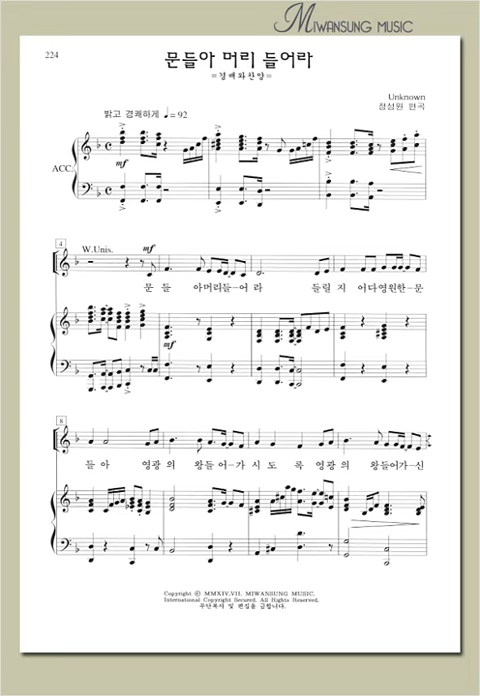 MIWANSUNG MUSIC
224
문들아 머리 들어라
=경배와찬양=
Unknown
정성원 편곡
밝고 경쾌하게 ♩= 92
ACC.
mf
4
W.Unis.
mf
문 들 아머리들-어 라 들릴 지 어다영원한-문
mf
8
들아 영광의 왕들어-가시도 록 영광의 왕들어가신
Copyright ⓒ MMXIV.VII. MIWANSUNG MUSIC.
International Copyright Secured. All Rights Reserved.
무단복지 및 편집을 금합니다.